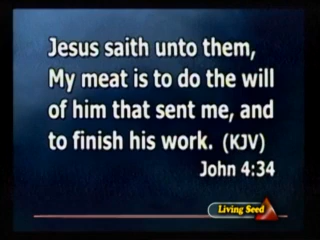 Jesus saith unto them,
My meat is to do the will
of him that sent me, and
to finish his work. (KJV)
John 4:34
Living Seed